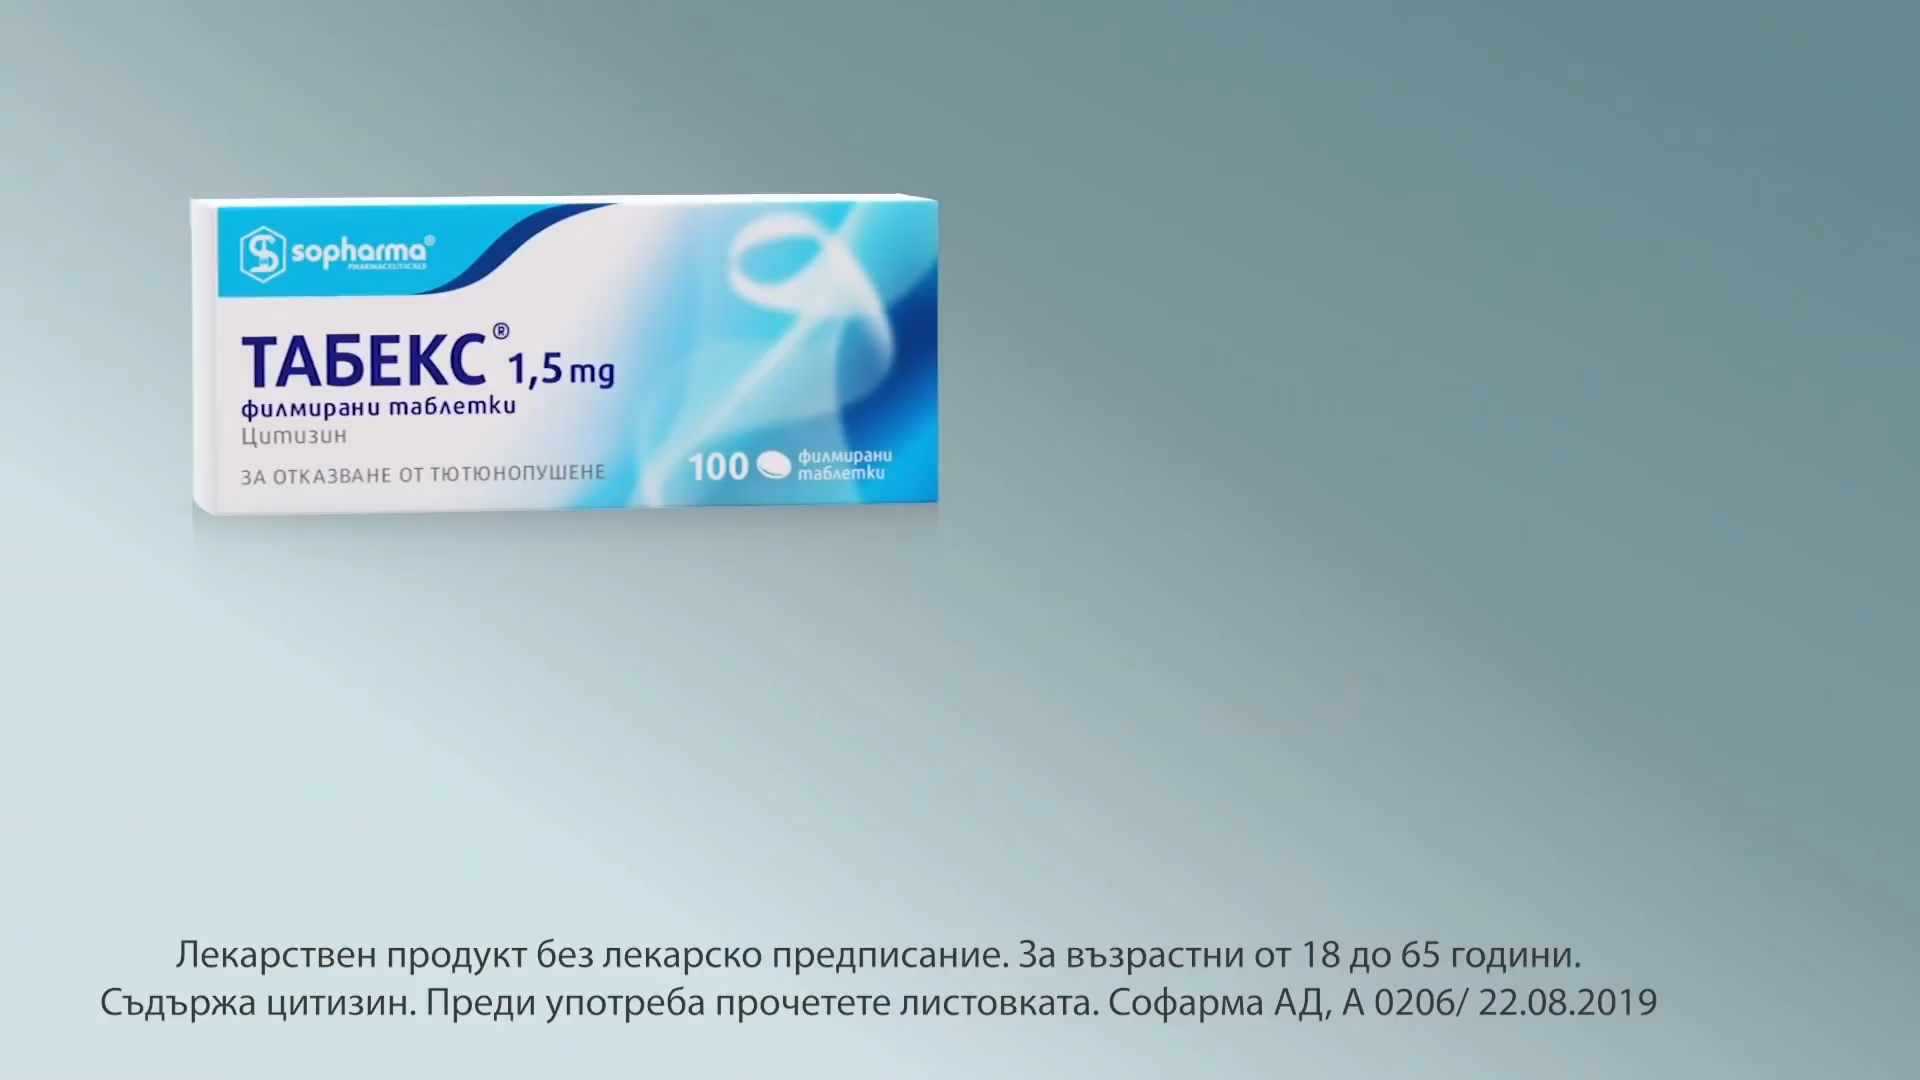 sopharma®
PHARMACEUTICALS
ТАБЕКС® 1,5 mg
филмирани таблетки
Цитизин
ЗА ОТКАЗВАНЕ ОТ ТЮТЮНОПУШЕНЕ
100 филмирани
таблетки
Лекарствен продукт без лекарско предписание. За възрастни от 18 до 65 години.
Съдържа цитизин. Преди употреба прочетете листовката. Софарма АД, А 0206/ 22.08.2019